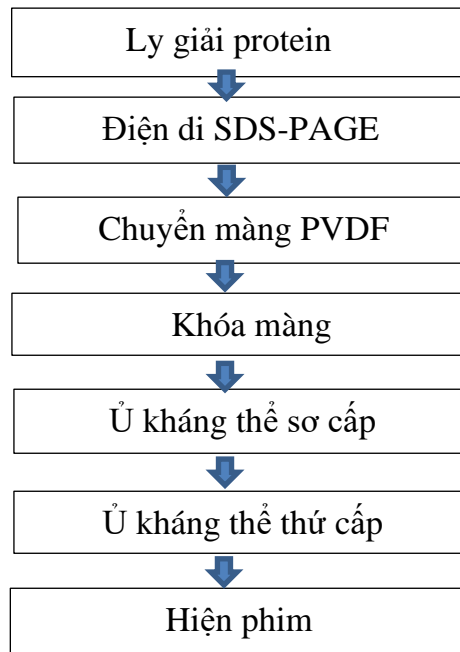 Ly giải protein
Điện di SDS-PAGE
Chuyển màng PVDF
Khóa màng
Ủ kháng thể sơ cấp
Ủ kháng thể thứ cấp
Hiện phim